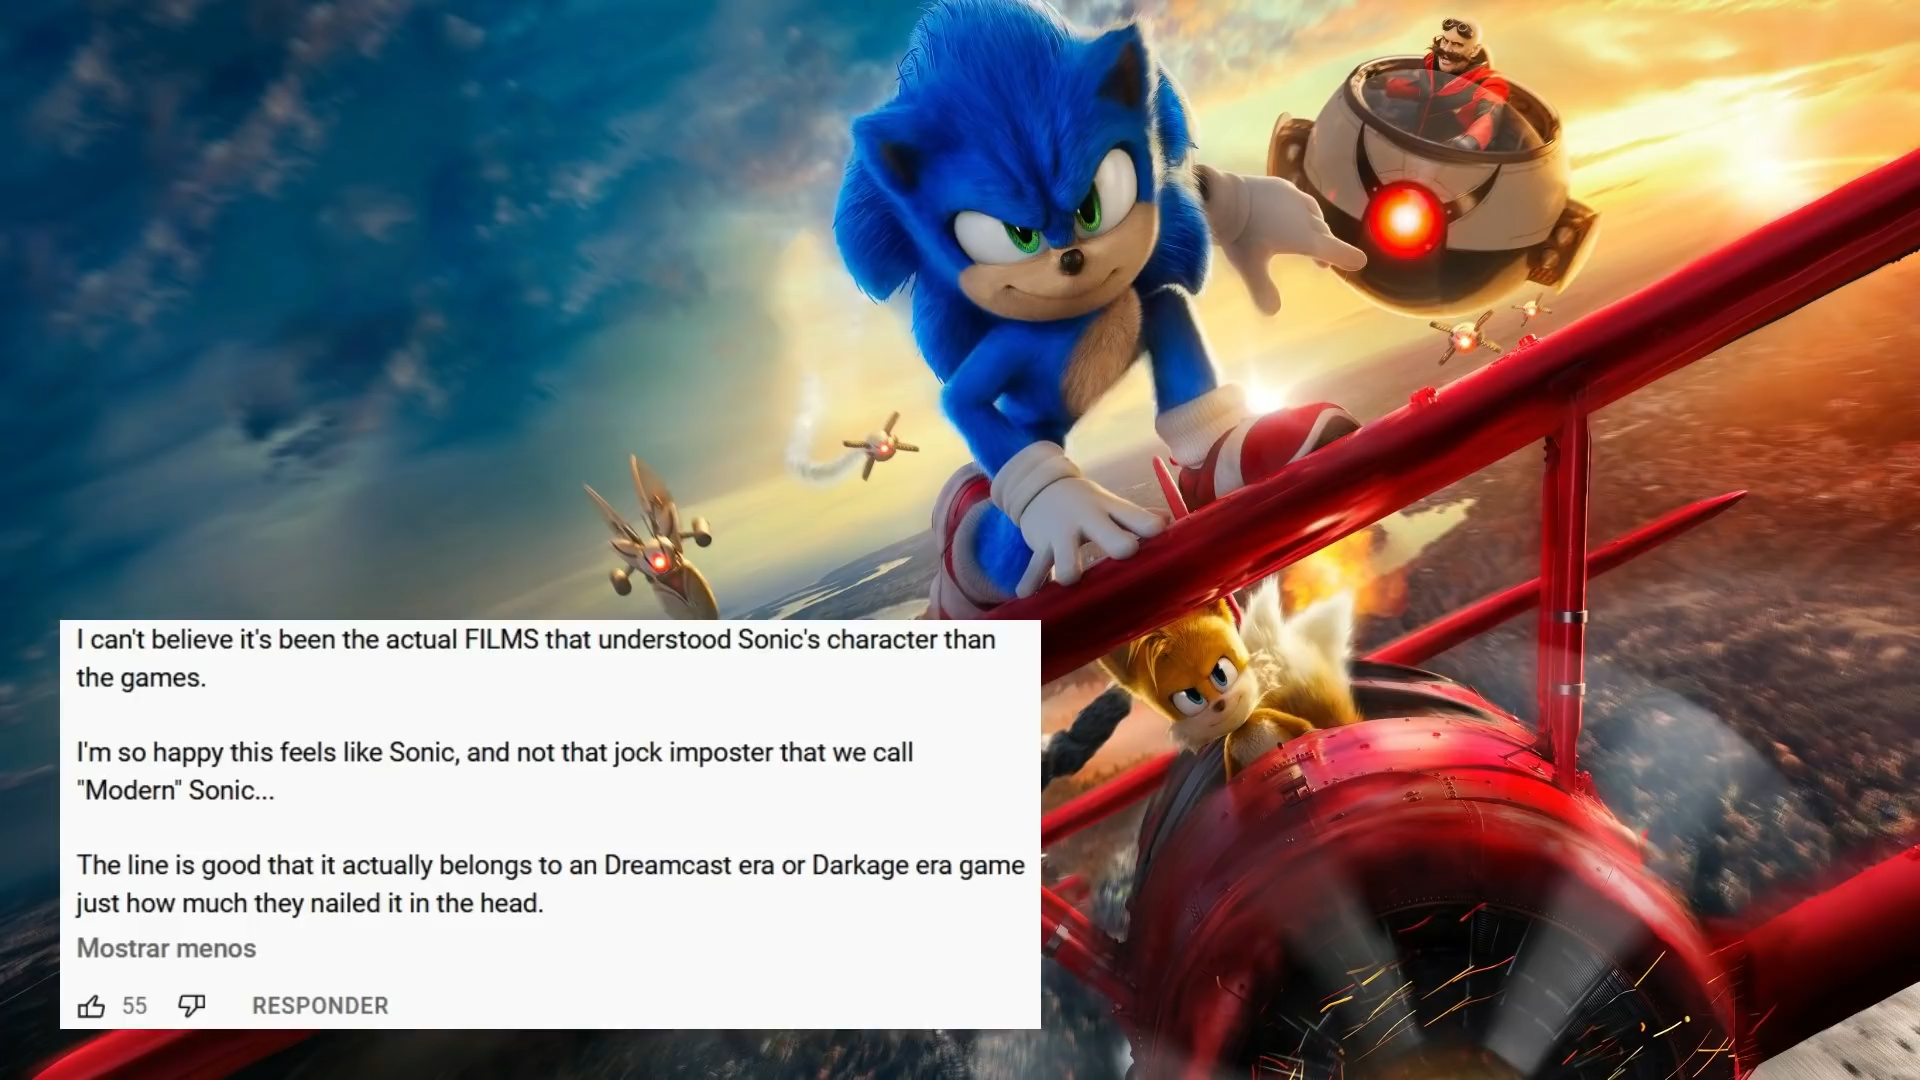 I can't believe it's been the actual FILMS that understood Sonic's character than
the games.
I'm so happy this feels like Sonic, and not that jock imposter that we call
"Modern" Sonic...
The line is good that it actually belongs to an Dreamcast era or Darkage era game
just how much they nailed it in the head.
Mostrar menos
55 RESPONDER